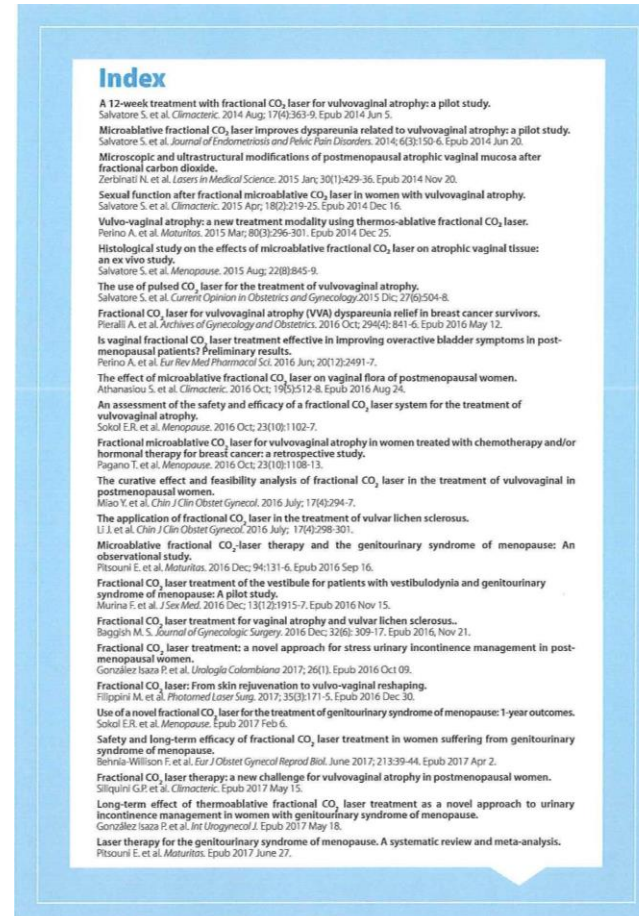 Index
A 12-week treatment with fractional CO₂ laser for vulvovaginal atrophy: a pilot study.
Salvatore S. et al. Climacteric. 2014 Aug; 17(4):363-9. Epub 2014 Jun 5.
Microablative fractional CO₂ laser improves dyspareunia related to vulvovaginal atrophy: a pilot study.
Salvatore S. et al. Journal of Endometriosis and Pelvic Pain Disorders. 2014; 6(3):150-6. Epub 2014 Jun 20.
Microscopic and ultrastructural modifications of postmenopausal atrophic vaginal mucosa after
fractional carbon dioxide.
Zerbinati N. et al. Lasers in Medical Science. 2015 Jan; 30(1):429-36. Epub 2014 Nov 20.
Sexual function after fractional microablative CO₂ laser in women with vulvovaginal atrophy.
Salvatore S. et al. Climacteric. 2015 Apr; 18(2):219-25. Epub 2014 Dec 16.
Vulvo-vaginal atrophy: a new treatment modality using thermos-ablative fractional CO₂ laser.
Perino A. et al. Maturitas. 2015 Mar; 80(3):296-301. Epub 2014 Dec 25.
Histological study on the effects of microablative fractional CO₂ laser on atrophic vaginal tissue:
an ex vivo study.
Salvatore S. et al. Menopause. 2015 Aug; 22(8):845-9.
The use of pulsed CO₂ laser for the treatment of vulvovaginal atrophy.
Salvatore S. et al. Current Opinion in Obstetrics and Gynecology.2015 Dic; 27(6):504-8.
Fractional CO₂ laser for vulvovaginal atrophy (VVA) dyspareunia relief in breast cancer survivors.
Pieralli A. et al. Archives of Gynecology and Obstetrics. 2016 Oct; 294(4): 841-6. Epub 2016 May 12.
Is vaginal fractional CO₂ laser treatment effective in improving overactive bladder symptoms in post-
menopausal patients? Preliminary results.
Perino A. et al. Eur Rev Med Pharmacol Sci. 2016 Jun; 20(12):2491-7.
The effect of microablative fractional CO₂ laser on vaginal flora of postmenopausal women.
Athanasiou S. et al. Climacteric. 2016 Oct; 19(5):512-8. Epub 2016 Aug 24.
An assessment of the safety and efficacy of a fractional CO₂ laser system for the treatment of
vulvovaginal atrophy.
Sokol E.R. et al. Menopause. 2016 Oct; 23(10):1102-7.
Fractional microablative CO₂ laser for vulvovaginal atrophy in women treated with chemotherapy and/or
hormonal therapy for breast cancer: a retrospective study.
Pagano T. et al. Menopause. 2016 Oct; 23(10):1108-13.
The curative effect and feasibility analysis of fractional CO₂ laser in the treatment of vulvovaginal in
postmenopausal women.
Miao Y. et al. Chin J Clin Obstet Gynecol. 2016 July; 17(4):294-7.
The application of fractional CO₂ laser in the treatment of vulvar lichen sclerosus.
Li J. et al. Chin J Clin Obstet Gynecol. 2016 July; 17(4):298-301.
Microablative fractional CO₂-laser therapy and the genitourinary syndrome of menopause: An
observational study.
Pitsouni E. et al. Maturitas. 2016 Dec; 94:131-6. Epub 2016 Sep 16.
Fractional CO₂ laser treatment of the vestibule for patients with vestibulodynia and genitourinary
syndrome of menopause: A pilot study.
Murina F. et al. J Sex Med. 2016 Dec; 13(12):1915-7. Epub 2016 Nov 15.
Fractional CO₂ laser treatment for vaginal atrophy and vulvar lichen sclerosus..
Baggish M. S. Journal of Gynecologic Surgery. 2016 Dec; 32(6): 309-17. Epub 2016, Nov 21.
Fractional CO₂ laser treatment: a novel approach for stress urinary incontinence management in post-
menopausal women.
González Isaza P. et al. Urología Colombiana 2017; 26(1). Epub 2016 Oct 09.
Fractional CO₂ laser: From skin rejuvenation to vulvo-vaginal reshaping.
Filippini M. et al. Photomed Laser Surg. 2017; 35(3):171-5. Epub 2016 Dec 30.
Use of a novel fractional CO₂ laser for the treatment of genitourinary syndrome of menopause: 1-year outcomes.
Sokol E.R. et al. Menopause. Epub 2017 Feb 6.
Safety and long-term efficacy of fractional CO₂ laser treatment in women suffering from genitourinary
syndrome of menopause.
Behnia-Willison F. et al. Eur J Obstet Gynecol Reprod Biol. June 2017; 213:39-44. Epub 2017 Apr 2.
Fractional CO₂ laser therapy: a new challenge for vulvovaginal atrophy in postmenopausal women.
Siliquini G.P. et al. Climacteric. Epub 2017 May 15.
Long-term effect of thermoablative fractional CO₂ laser treatment as a novel approach to urinary
incontinence management in women with genitourinary syndrome of menopause.
González Isaza P. et al. Int Urogynecol J. Epub 2017 May 18.
Laser therapy for the genitourinary syndrome of menopause. A systematic review and meta-analysis.
Pitsouni E. et al. Maturitas. Epub 2017 June 27.